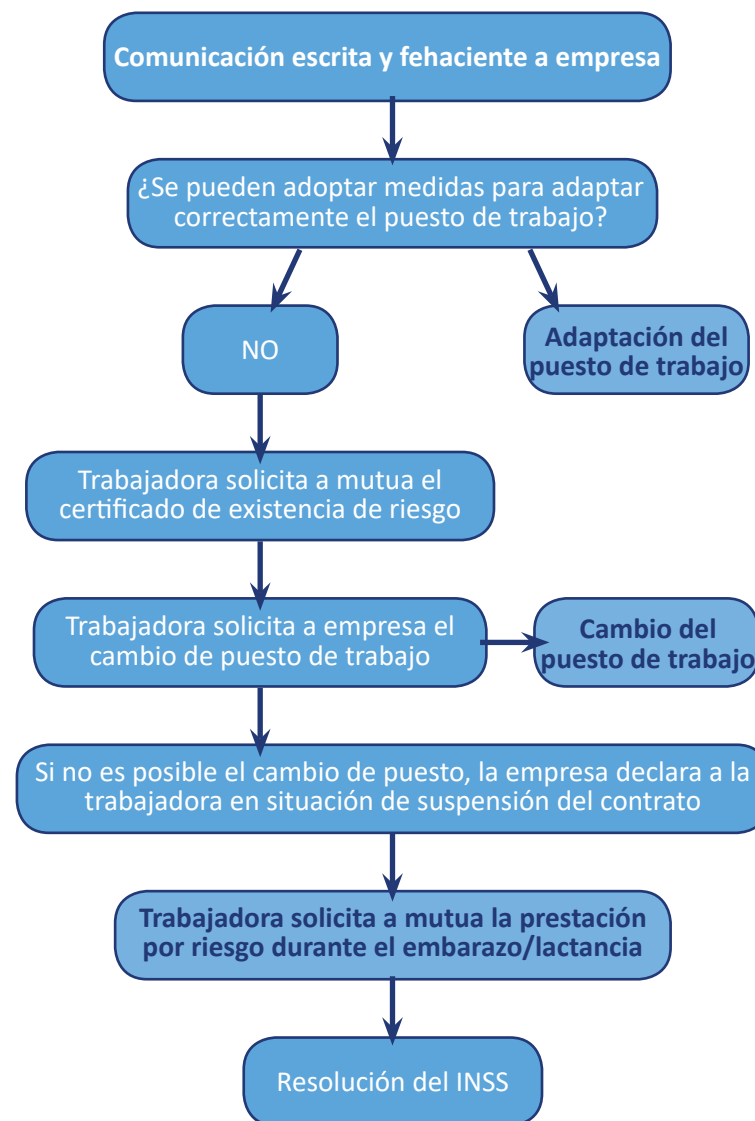 Comunicación escrita y fehaciente a empresa
¿Se pueden adoptar medidas para adaptar
correctamente el puesto de trabajo?
NO
Adaptación del
puesto de trabajo
Trabajadora solicita a mutua el
certificado de existencia de riesgo
Trabajadora solicita a empresa el
cambio de puesto de trabajo
Cambio del
puesto de trabajo
Si no es posible el cambio de puesto, la empresa declara a la
trabajadora en situación de suspensión del contrato
Trabajadora solicita a mutua la prestación
por riesgo durante el embarazo/lactancia
Resolución del INSS